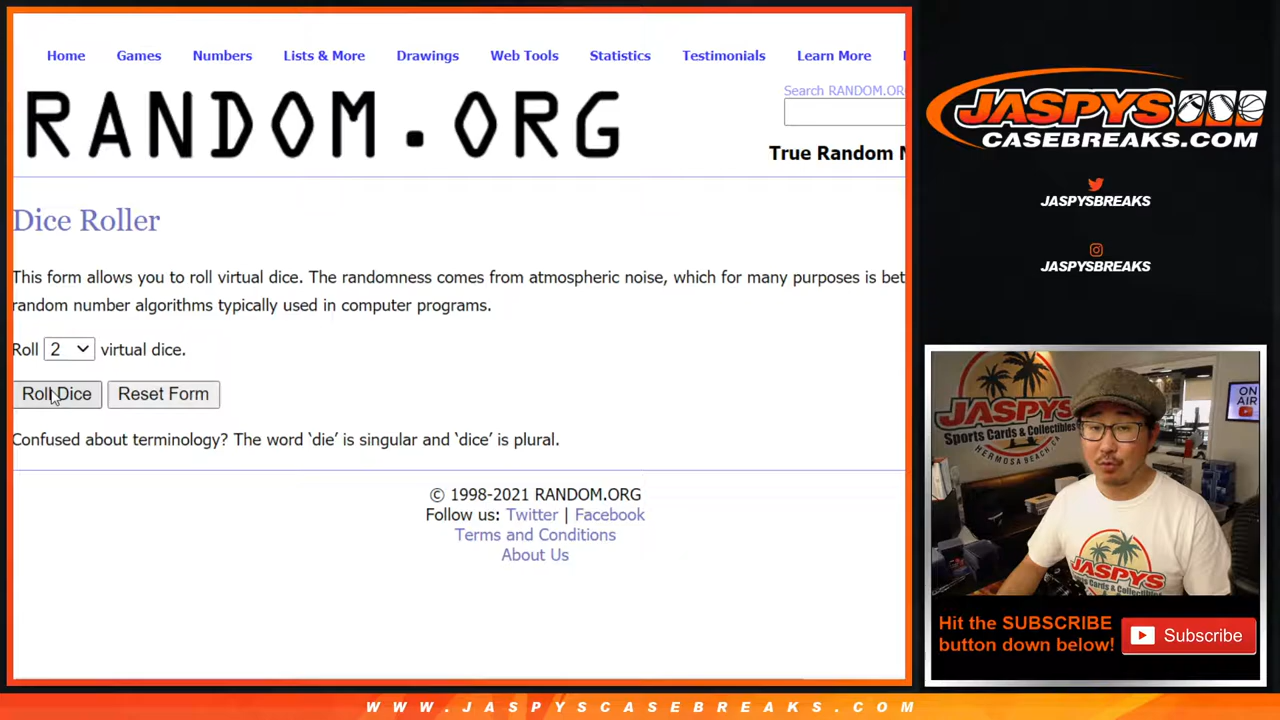 Home Games Numbers Lists & More Drawings Web Tools Statistics Testimonials Learn More
RANDOM.ORG
Search RANDOM.OR
True Random
Dice Roller
This form allows you to roll virtual dice. The randomness comes from atmospheric noise, which for many purposes is bet
random number algorithms typically used in computer programs.
Roll 2 virtual dice.
Roll Dice Reset Form
Confused about terminology? The word ‘die’ is singular and ‘dice’ is plural.
© 1998-2021 RANDOM.ORG
Follow us: Twitter | Facebook
Terms and Conditions
About Us
JASPYS
CASEBREAKS.COM
JASPYSBREAKS
JASPYSBREAKS
JASPYS
Sports Cards & Collectibles
HERMOSA BEACH, CA
ON
AIR
JASPYS
Hit the SUBSCRIBE
button down below!
Subscribe
WWW.JASPYSCASEBREAKS.COM